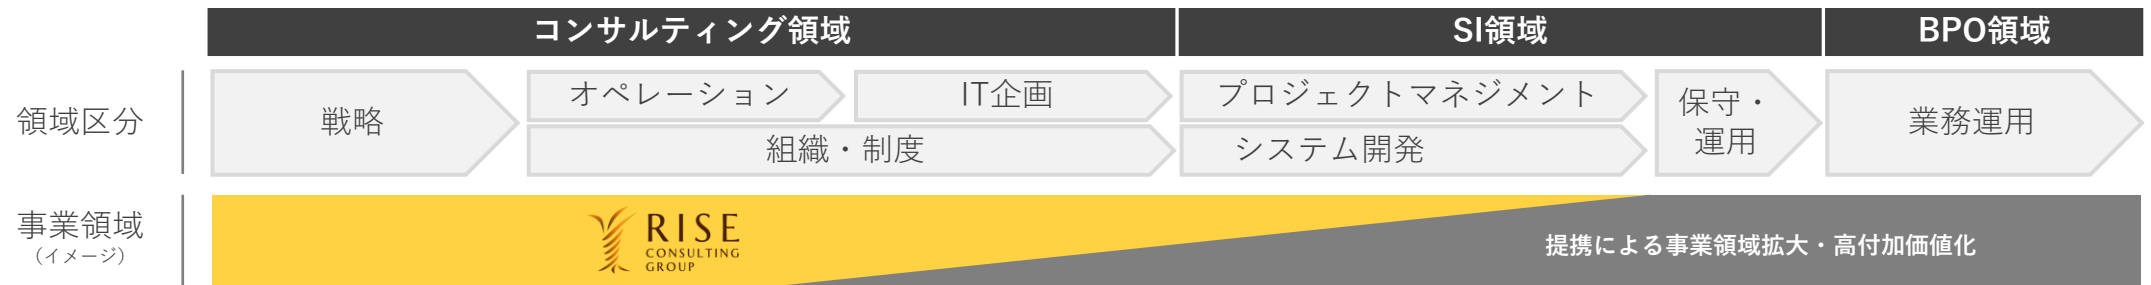 コンサルティング領域
SI領域
BPO領域
領域区分
戦略
オペレーション
IT企画
組織・制度
プロジェクトマネジメント
システム開発
保守・
運用
業務運用
事業領域
（イメージ）
RISE
CONSULTING
GROUP
提携による事業領域拡大・高付加価値化